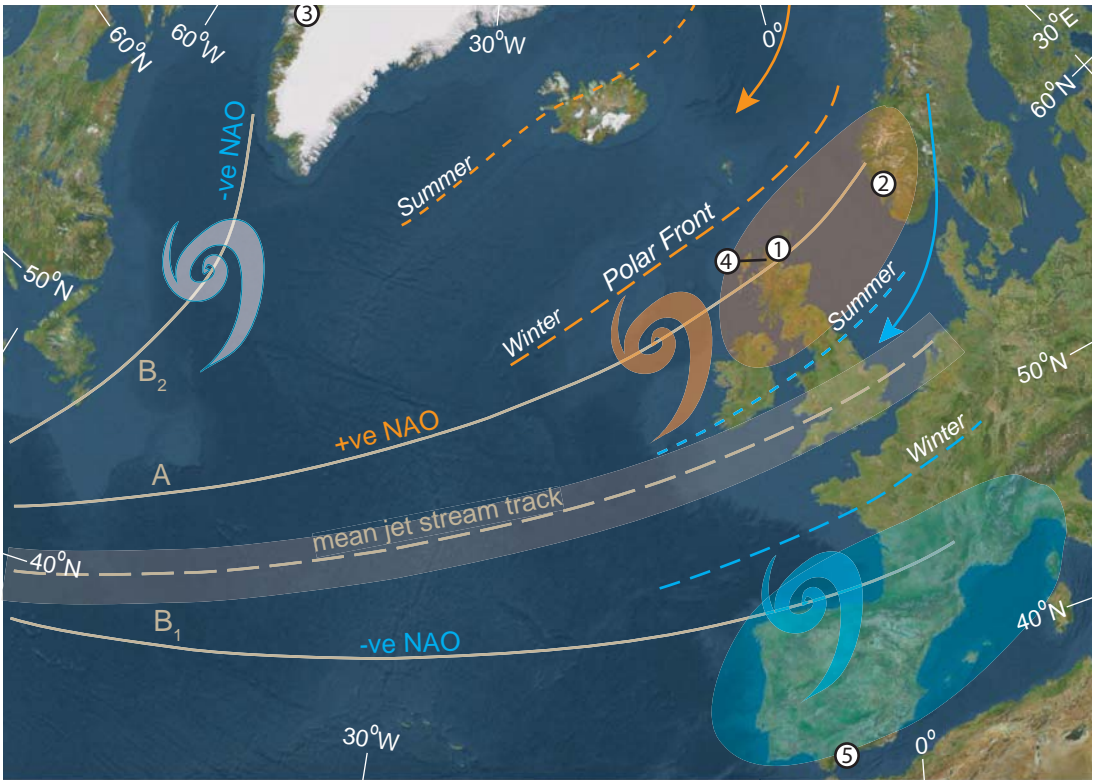 3
60°N
60°W
30°W
0°
30°E
60°N
-ve NAO
Summer
2
Polar Front
4
1
50°N
Summer
Winter
B2
50°N
+ve NAO
Winter
A
mean jet stream track
40°N
B1
-ve NAO
40°N
30°W
0°
5